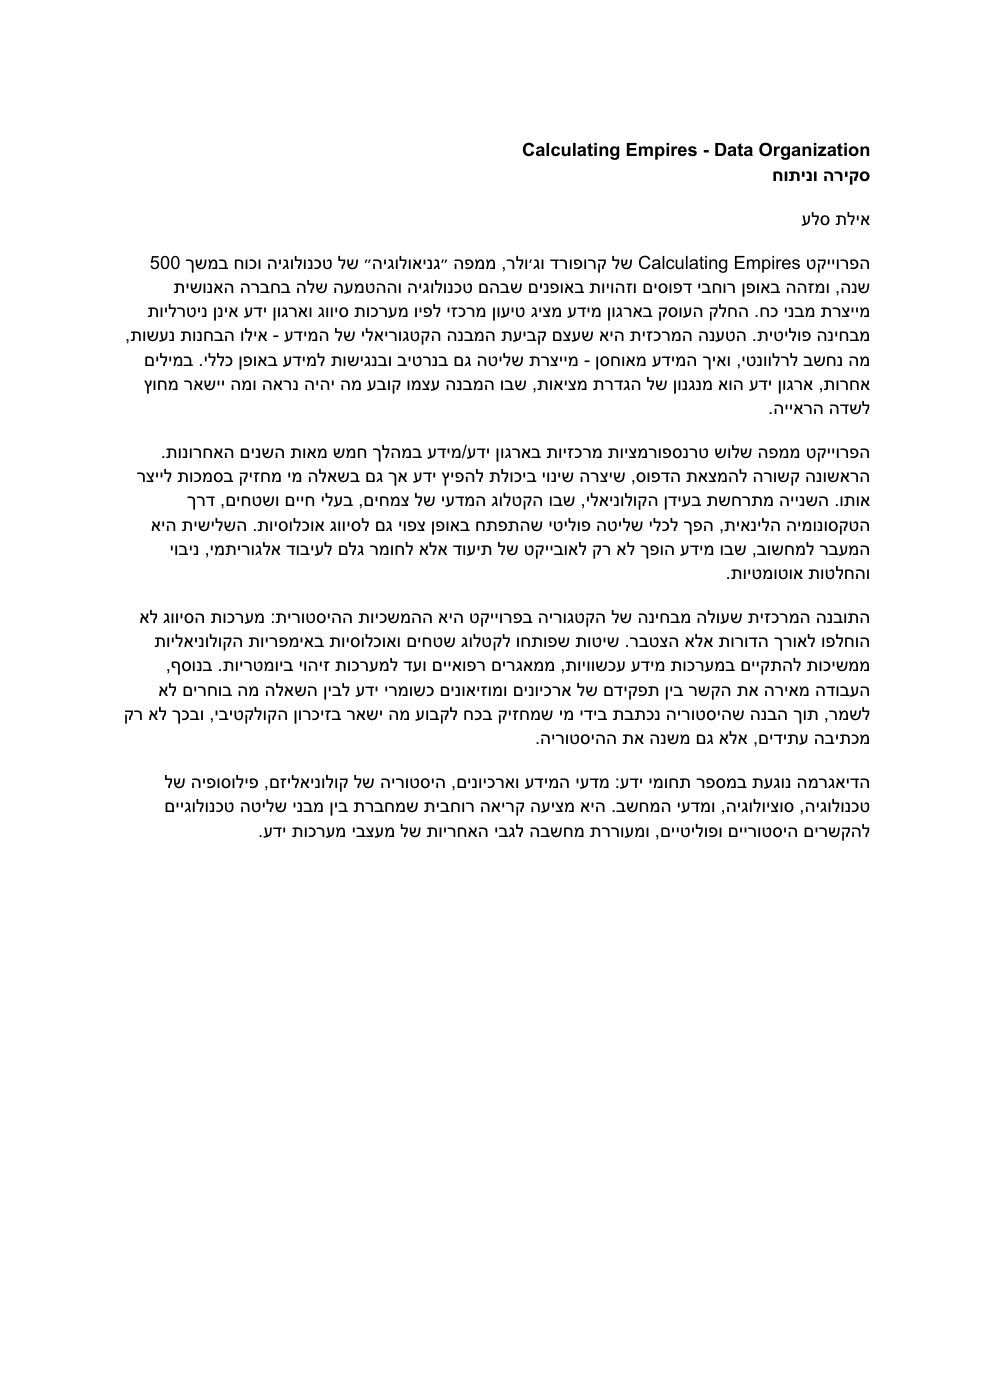 Calculating Empires - Data Organization
סקירה וניתוח
אילת סלע
הפרוייקט Calculating Empires של קרופורד וג׳ולר, ממפה ״גניאולוגיה״ של טכנולוגיה וכוח במשך 500
שנה, ומזהה באופן רוחבי דפוסים וזהויות באופנים שבהם טכנולוגיה וההטמעה שלה בחברה האנושית
מייצרת מבני כח. החלק העוסק בארגון מידע מציג טיעון מרכזי לפיו מערכות סיווג וארגון ידע אינן ניטרליות
מבחינה פוליטית. הטענה המרכזית היא שעצם קביעת המבנה הקטגוריאלי של המידע - אילו הבחנות נעשות,
מה נחשב לרלוונטי, ואיך המידע מאוחסן - מייצרת שליטה גם בנרטיב ובנגישות למידע באופן כללי. במילים
אחרות, ארגון ידע הוא מנגנון של הגדרת מציאות, שבו המבנה עצמו קובע מה יהיה נראה ומה יישאר מחוץ
לשדה הראייה.
הפרוייקט ממפה שלוש טרנספורמציות מרכזיות בארגון ידע/מידע במהלך חמש מאות השנים האחרונות.
הראשונה קשורה להמצאת הדפוס, שיצרה שינוי ביכולת להפיץ ידע אך גם בשאלה מי מחזיק בסמכות לייצר
אותו. השנייה מתרחשת בעידן הקולוניאלי, שבו הקטלוג המדעי של צמחים, בעלי חיים ושטחים, דרך
הטקסונומיה הלינאית, הפך לכלי שליטה פוליטי שהתפתח באופן צפוי גם לסיווג אוכלוסיות. השלישית היא
המעבר למחשוב, שבו מידע הופך לא רק לאובייקט של תיעוד אלא לחומר גלם לעיבוד אלגוריתמי, ניבוי
והחלטות אוטומטיות.
התובנה המרכזית שעולה מבחינה של הקטגוריה בפרוייקט היא ההמשכיות ההיסטורית: מערכות הסיווג לא
הוחלפו לאורך הדורות אלא הצטבר. שיטות שפותחו לקטלוג שטחים ואוכלוסיות באימפריות הקולוניאליות
ממשיכות להתקיים במערכות מידע עכשוויות, ממאגרים רפואיים ועד למערכות זיהוי ביומטריות. בנוסף,
העבודה מאירה את הקשר בין תפקידם של ארכיונים ומוזיאונים כשומרי ידע לבין השאלה מה בוחרים לא
לשמר, תוך הבנה שהיסטוריה נכתבת בידי מי שמחזיק בכח לקבוע מה ישאר בזיכרון הקולקטיבי, ובכך לא רק
מכתיבה עתידים, אלא גם משנה את ההיסטוריה.
הדיאגרמה נוגעת במספר תחומי ידע: מדעי המידע וארכיונים, היסטוריה של קולוניאליזם, פילוסופיה של
טכנולוגיה, סוציולוגיה, ומדעי המחשב. היא מציעה קריאה רוחבית שמחברת בין מבני שליטה טכנולוגיים
להקשרים היסטוריים ופוליטיים, ומעוררת מחשבה לגבי האחריות של מעצבי מערכות ידע.